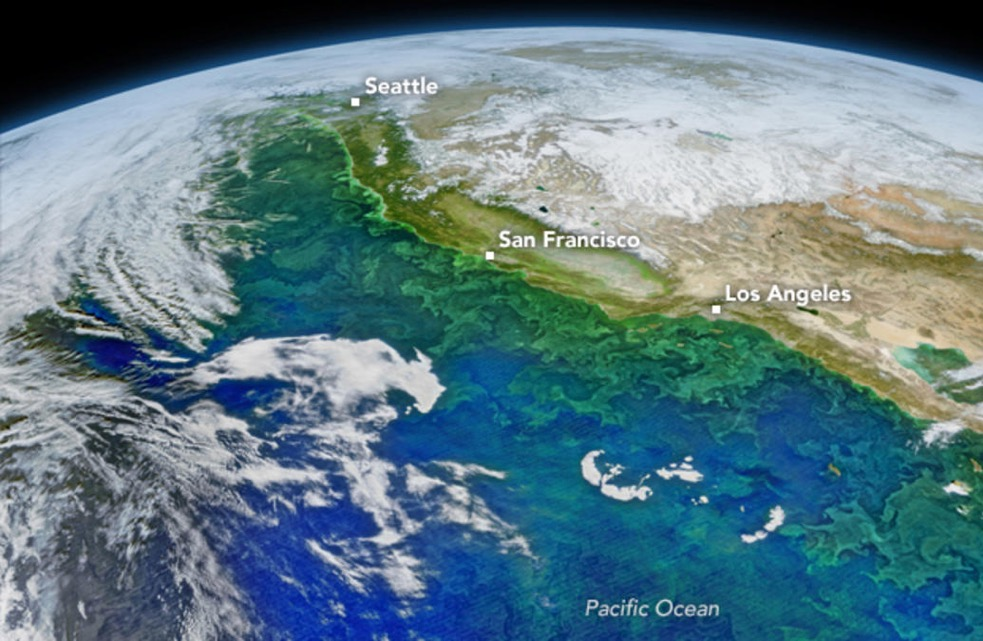 Seattle
San Francisco
Los Angeles
Pacific Ocean